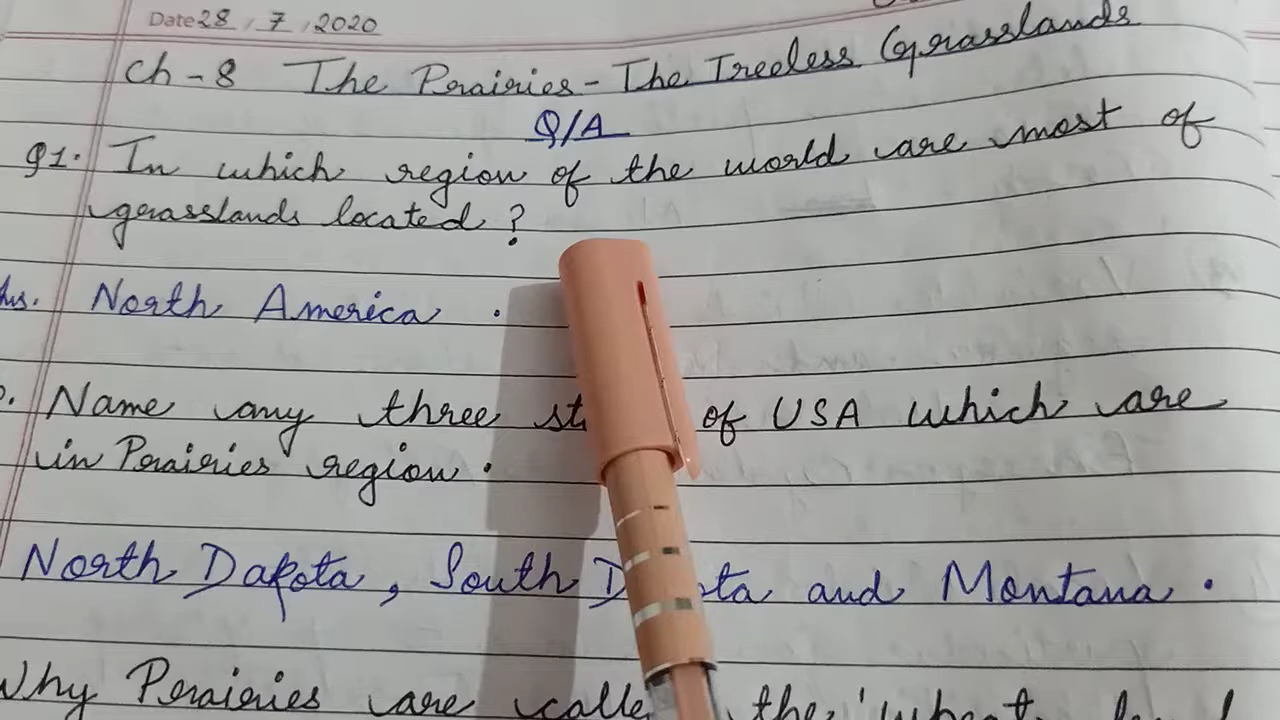 Date 28 / 7 / 2020
Ch-8 The Prairies - The Treeless Grasslands
Q/A
Q1. In which region of the world are most of
grasslands located?
Ans. North America.
Name any three of USA which are
in Prairies region.
North Dakota, South and Montana.
Why Prairies are the